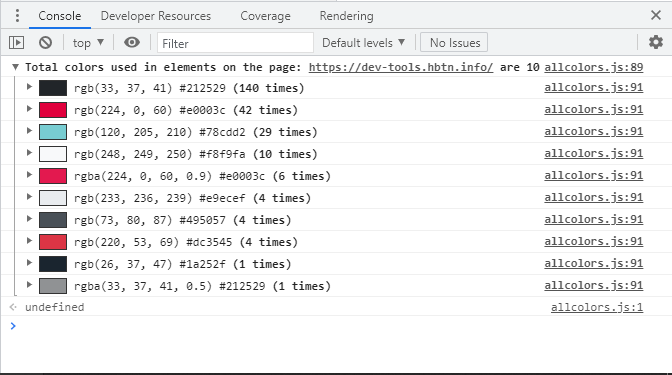 Console Developer Resources Coverage Rendering
top Filter Default levels No Issues
Total colors used in elements on the page: https://dev-tools.hbtn.info/ are 10 allcolors.js:89
rgb(33, 37, 41) #212529 (140 times) allcolors.js:91
rgb(224, 0, 60) #e0003c (42 times) allcolors.js:91
rgb(120, 205, 210) #78cdd2 (29 times) allcolors.js:91
rgb(248, 249, 250) #f8f9fa (10 times) allcolors.js:91
rgba(224, 0, 60, 0.9) #e0003c (6 times) allcolors.js:91
rgb(233, 236, 239) #e9ecef (4 times) allcolors.js:91
rgb(73, 80, 87) #495057 (4 times) allcolors.js:91
rgb(220, 53, 69) #dc3545 (4 times) allcolors.js:91
rgb(26, 37, 47) #1a252f (1 times) allcolors.js:91
rgba(33, 37, 41, 0.5) #212529 (1 times) allcolors.js:91
undefined allcolors.js:1